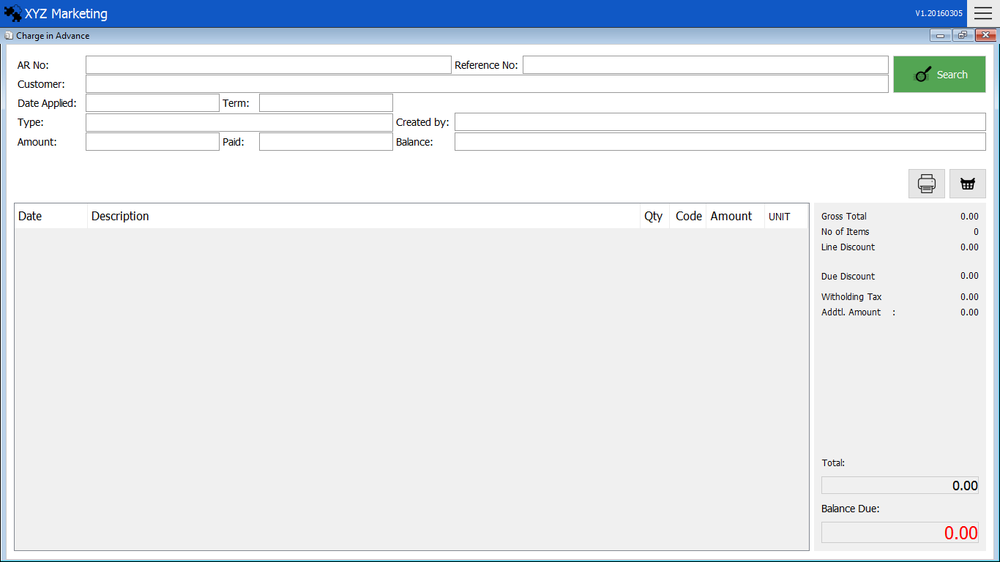 XYZ Marketing V1.20160305
Charge in Advance
AR No: Reference No: Search
Customer:
Date Applied: Term:
Type: Created by:
Amount: Paid: Balance:
Date Description Qty Code Amount UNIT
Gross Total 0.00
No of Items 0
Line Discount 0.00
Due Discount 0.00
Witholding Tax 0.00
Addtl. Amount : 0.00
Total:
0.00
Balance Due:
0.00